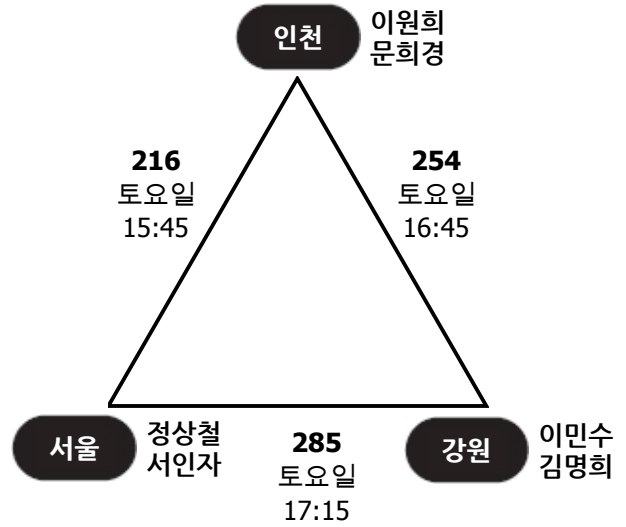 인천
이원희
문희경
216
토요일
15:45
254
토요일
16:45
서울
정상철
서인자
285
토요일
17:15
강원
이민수
김명희